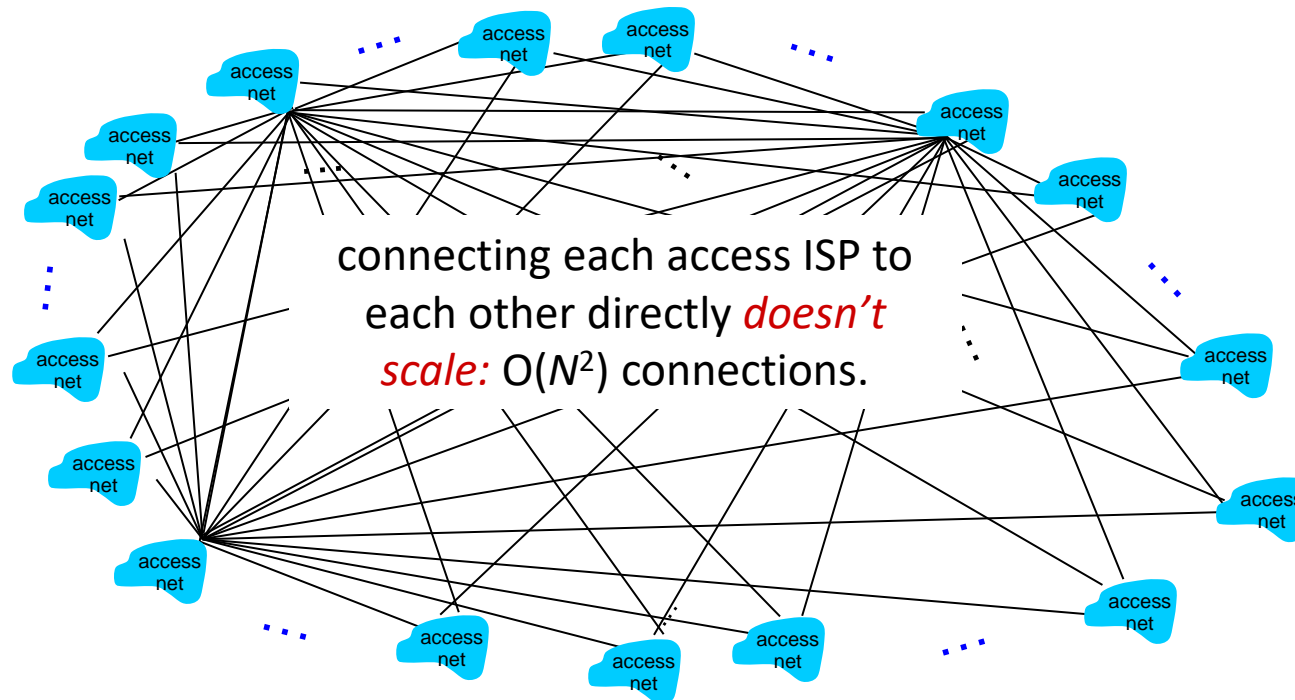 access
net
access
net
access
net
access
net
access
net
access
net
access
net
connecting each access ISP to
each other directly doesn’t
scale: O(N²) connections.
access
net
access
net
access
net
access
net
access
net
access
net
access
net
access
net
access
net